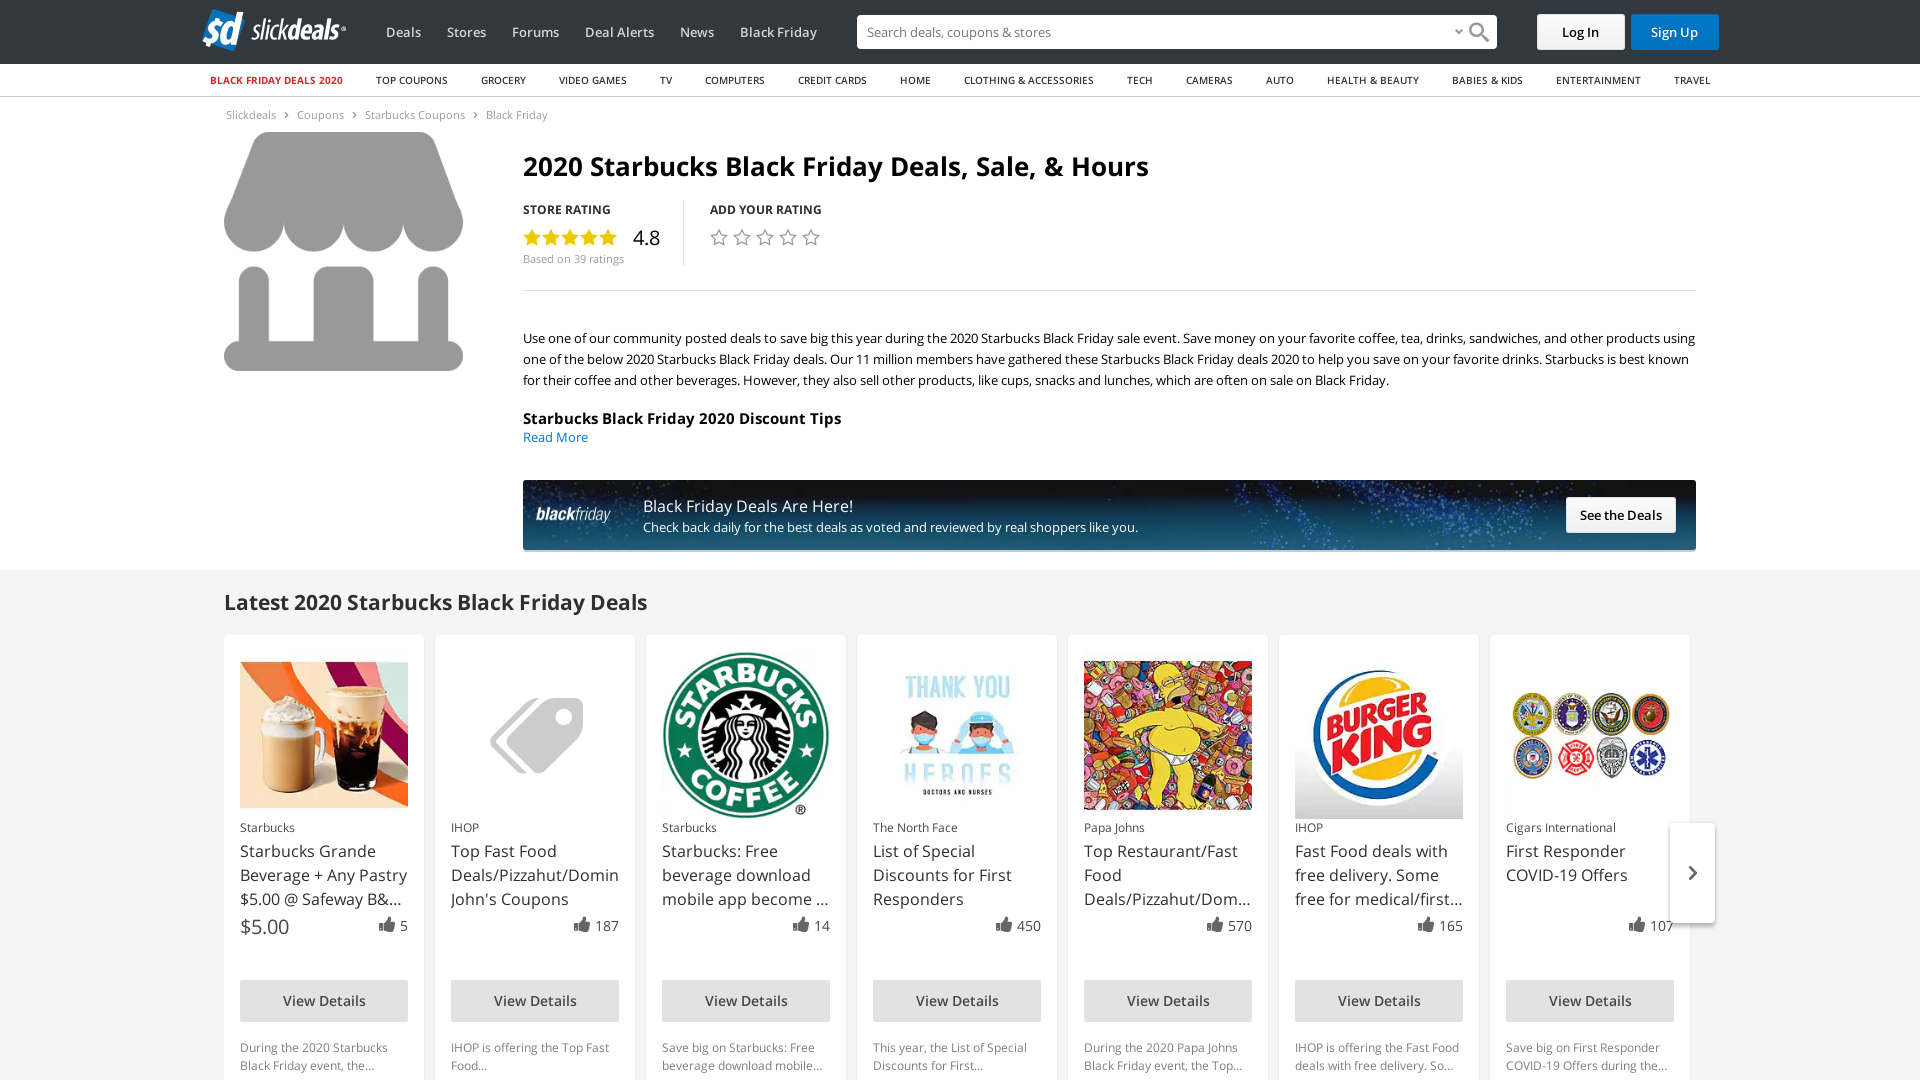 sd slickdeals
Deals
Stores
Forums
Deal Alerts
News
Black Friday
Search deals, coupons & stores
Log In
Sign Up
BLACK FRIDAY DEALS 2020
TOP COUPONS
GROCERY
VIDEO GAMES
TV
COMPUTERS
CREDIT CARDS
HOME
CLOTHING & ACCESSORIES
TECH
CAMERAS
AUTO
HEALTH & BEAUTY
BABIES & KIDS
ENTERTAINMENT
TRAVEL
Slickdeals › Coupons › Starbucks Coupons › Black Friday
2020 Starbucks Black Friday Deals, Sale, & Hours
STORE RATING
4.8
Based on 39 ratings
ADD YOUR RATING
Use one of our community posted deals to save big this year during the 2020 Starbucks Black Friday sale event. Save money on your favorite coffee, tea, drinks, sandwiches, and other products using
one of the below 2020 Starbucks Black Friday deals. Our 11 million members have gathered these Starbucks Black Friday deals 2020 to help you save on your favorite drinks. Starbucks is best known
for their coffee and other beverages. However, they also sell other products, like cups, snacks and lunches, which are often on sale on Black Friday.
Starbucks Black Friday 2020 Discount Tips
Read More
blackfriday
Black Friday Deals Are Here!
Check back daily for the best deals as voted and reviewed by real shoppers like you.
See the Deals
Latest 2020 Starbucks Black Friday Deals
Starbucks
Starbucks Grande
Beverage + Any Pastry
$5.00 @ Safeway B&...
$5.00
5
View Details
During the 2020 Starbucks
Black Friday event, the...
IHOP
Top Fast Food
Deals/Pizzahut/Domin
John's Coupons
187
View Details
IHOP is offering the Top Fast
Food...
STARBUCKS
COFFEE
®
Starbucks
Starbucks: Free
beverage download
mobile app become ...
14
View Details
Save big on Starbucks: Free
beverage download mobile...
THANK YOU
HEROES
DOCTORS AND NURSES
The North Face
List of Special
Discounts for First
Responders
450
View Details
This year, the List of Special
Discounts for First...
Papa Johns
Top Restaurant/Fast
Food
Deals/Pizzahut/Dom...
570
View Details
During the 2020 Papa Johns
Black Friday event, the Top...
BURGER
KING
IHOP
Fast Food deals with
free delivery. Some
free for medical/first...
165
View Details
IHOP is offering the Fast Food
deals with free delivery. So...
Cigars International
First Responder
COVID-19 Offers
107
View Details
Save big on First Responder
COVID-19 Offers during the...